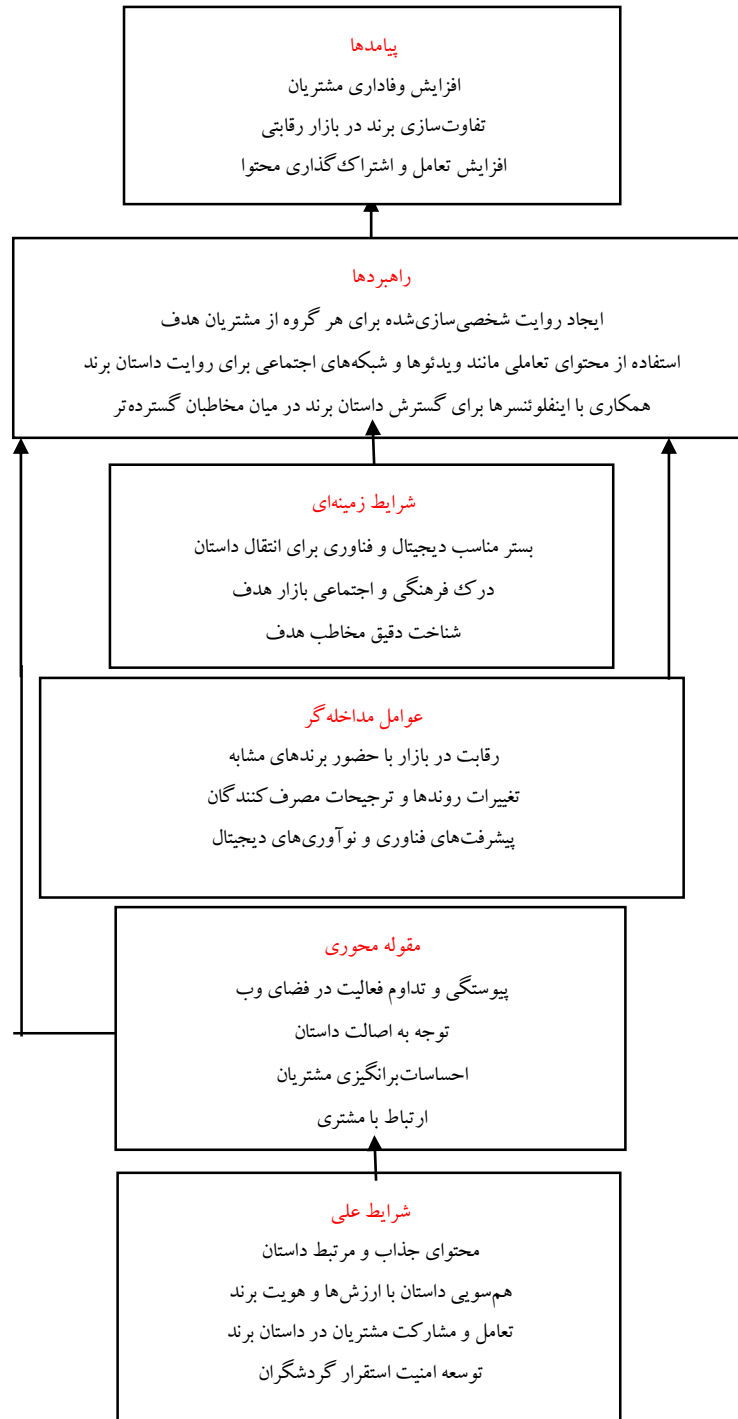 پیامدها
افزایش وفاداری مشتریان
تفاوت‌سازی برند در بازار رقابتی
افزایش تعامل و اشتراک‌گذاری محتوا
راهبردها
ایجاد روایت شخصی‌سازی‌شده برای هر گروه از مشتریان هدف
استفاده از محتوای تعاملی مانند ویدئوها و شبکه‌های اجتماعی برای روایت داستان برند
همکاری با اینفلوئنسرها برای گسترش داستان برند در میان مخاطبان گسترده‌تر
شرایط زمینه‌ای
بستر مناسب دیجیتال و فناوری برای انتقال داستان
درک فرهنگی و اجتماعی بازار هدف
شناخت دقیق مخاطب هدف
عوامل مداخله‌گر
رقابت در بازار با حضور برندهای مشابه
تغییرات روندها و ترجیحات مصرف‌کنندگان
پیشرفت‌های فناوری و نوآوری‌های دیجیتال
مقوله محوری
پیوستگی و تداوم فعالیت در فضای وب
توجه به اصالت داستان
احساسات‌برانگیزی مشتریان
ارتباط با مشتری
شرایط علی
محتوای جذاب و مرتبط داستان
هم‌سویی داستان با ارزش‌ها و هویت برند
تعامل و مشارکت مشتریان در داستان برند
توسعه امنیت استقرار گردشگران